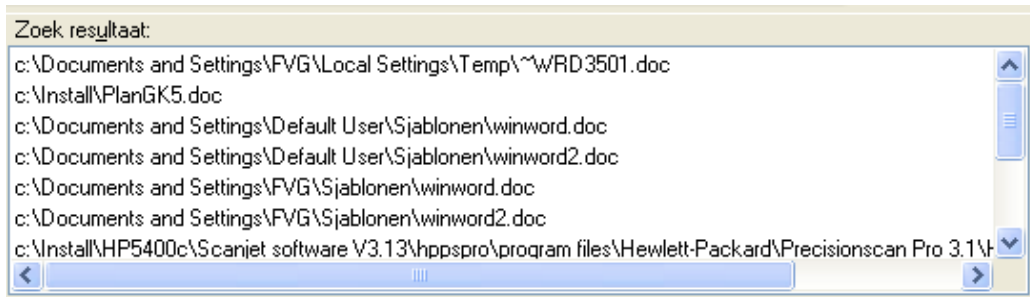 Zoek resultaat:
c:\Documents and Settings\FVG\Local Settings\Temp\~WRD3501.doc
c:\Install\PlanGK5.doc
c:\Documents and Settings\Default User\Sjablonen\winword.doc
c:\Documents and Settings\Default User\Sjablonen\winword2.doc
c:\Documents and Settings\FVG\Sjablonen\winword.doc
c:\Documents and Settings\FVG\Sjablonen\winword2.doc
c:\Install\HP5400c\Scanjet software V3.13\hppspro\program files\Hewlett-Packard\Precisionscan Pro 3.1\